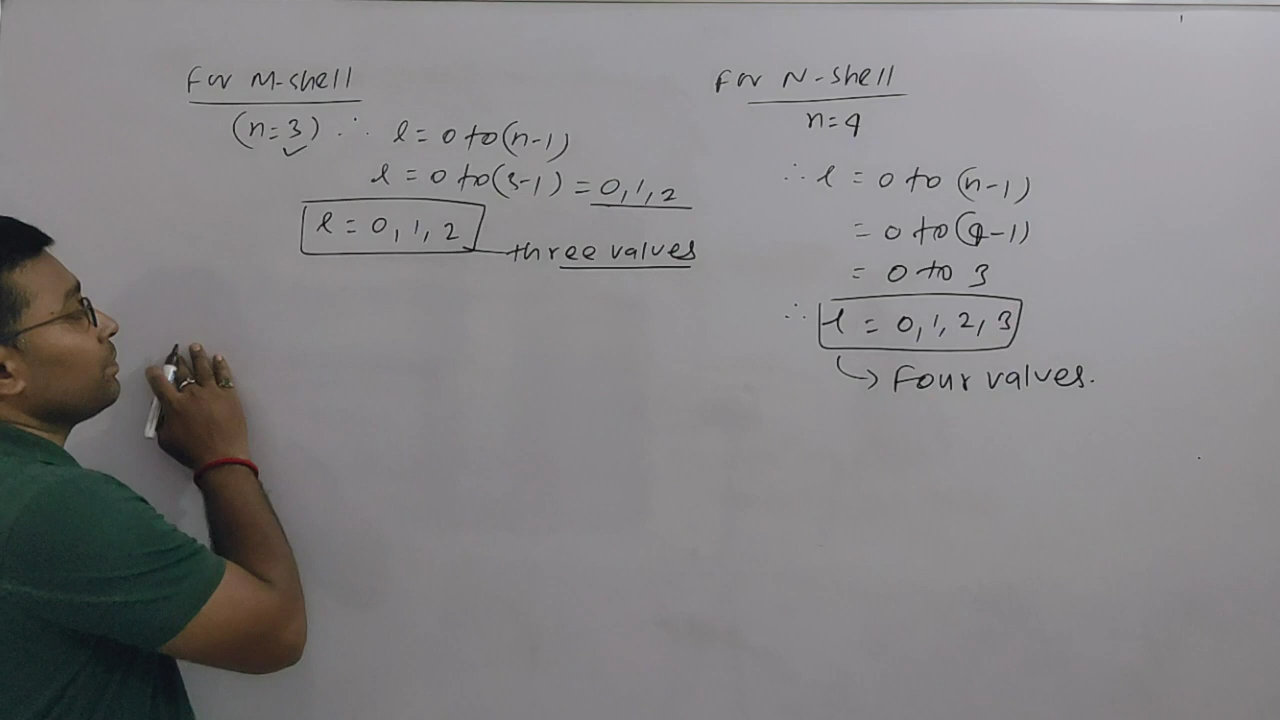 For M-shell
(n=3) ∴ l = 0 to (n-1)
l = 0 to (3-1) = 0, 1, 2
l = 0, 1, 2
three values
For N-shell
n=4
∴ l = 0 to (n-1)
= 0 to (4-1)
= 0 to 3
∴ l = 0, 1, 2, 3
↳ Four values.